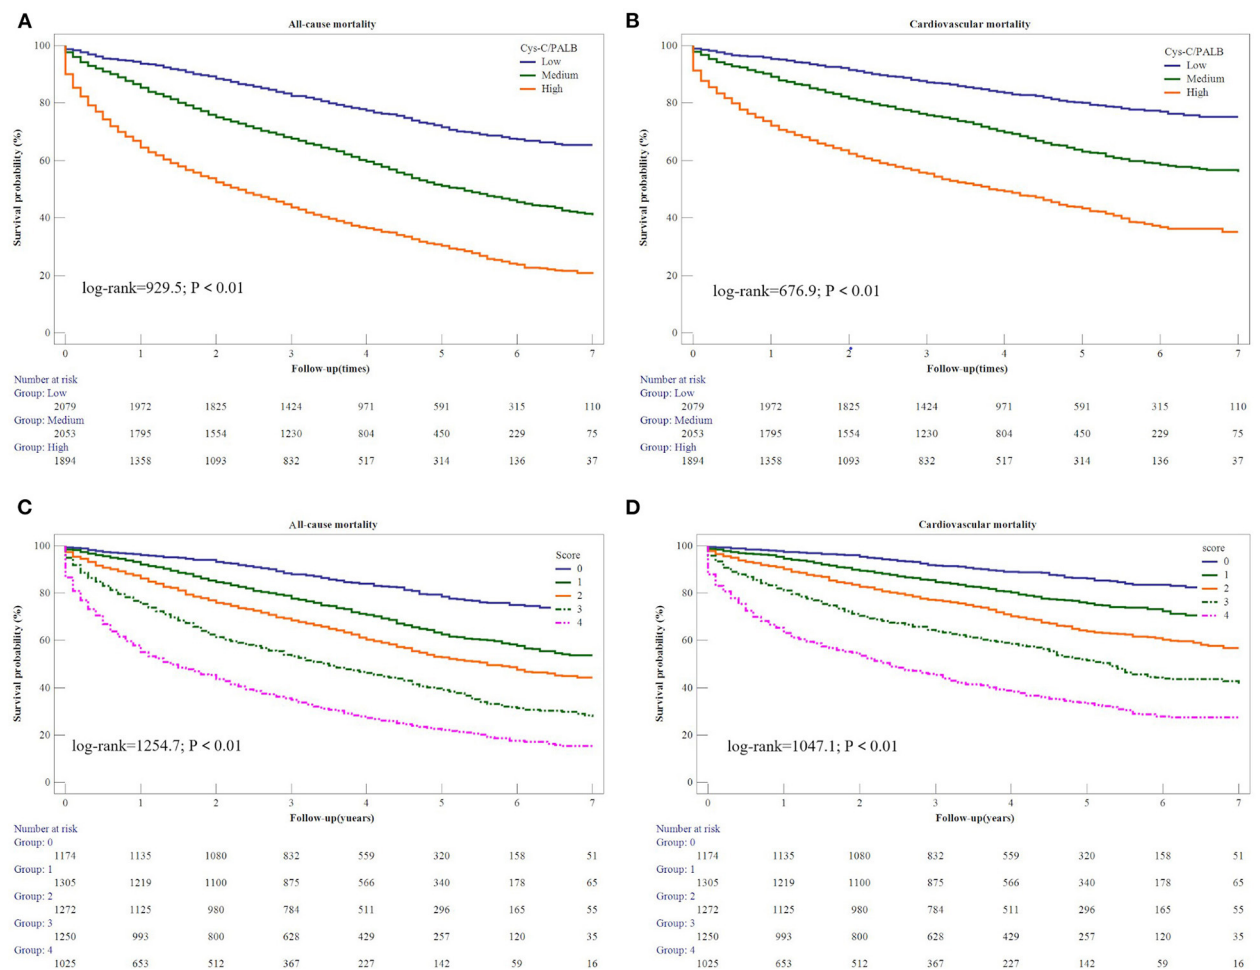 A
All-cause mortality
Cys-C/PALB
Low
Medium
High
100
80
60
40
20
0
Survival probability (%)
log-rank=929.5; P < 0.01
0 1 2 3 4 5 6 7
Follow-up(times)
Number at risk
Group: Low
2079 1972 1825 1424 971 591 315 110
Group: Medium
2053 1795 1554 1230 804 450 229 75
Group: High
1894 1358 1093 832 517 314 136 37
B
Cardiovascular mortality
Cys-C/PALB
Low
Medium
High
100
80
60
40
20
0
Survival probability (%)
log-rank=676.9; P < 0.01
0 1 2 3 4 5 6 7
Follow-up(times)
Number at risk
Group: Low
2079 1972 1825 1424 971 591 315 110
Group: Medium
2053 1795 1554 1230 804 450 229 75
Group: High
1894 1358 1093 832 517 314 136 37
C
All-cause mortality
Score
0
1
2
3
4
100
80
60
40
20
0
Survival probability (%)
log-rank=1254.7; P < 0.01
0 1 2 3 4 5 6 7
Follow-up(yuears)
Number at risk
Group: 0
1174 1135 1080 832 559 320 158 51
Group: 1
1305 1219 1100 875 566 340 178 65
Group: 2
1272 1125 980 784 511 296 165 55
Group: 3
1250 993 800 628 429 257 120 35
Group: 4
1025 653 512 367 227 142 59 16
D
Cardiovascular mortality
score
0
1
2
3
4
100
80
60
40
20
0
Survival probability (%)
log-rank=1047.1; P < 0.01
0 1 2 3 4 5 6 7
Follow-up(years)
Number at risk
Group: 0
1174 1135 1080 832 559 320 158 51
Group: 1
1305 1219 1100 875 566 340 178 65
Group: 2
1272 1125 980 784 511 296 165 55
Group: 3
1250 993 800 628 429 257 120 35
Group: 4
1025 653 512 367 227 142 59 16